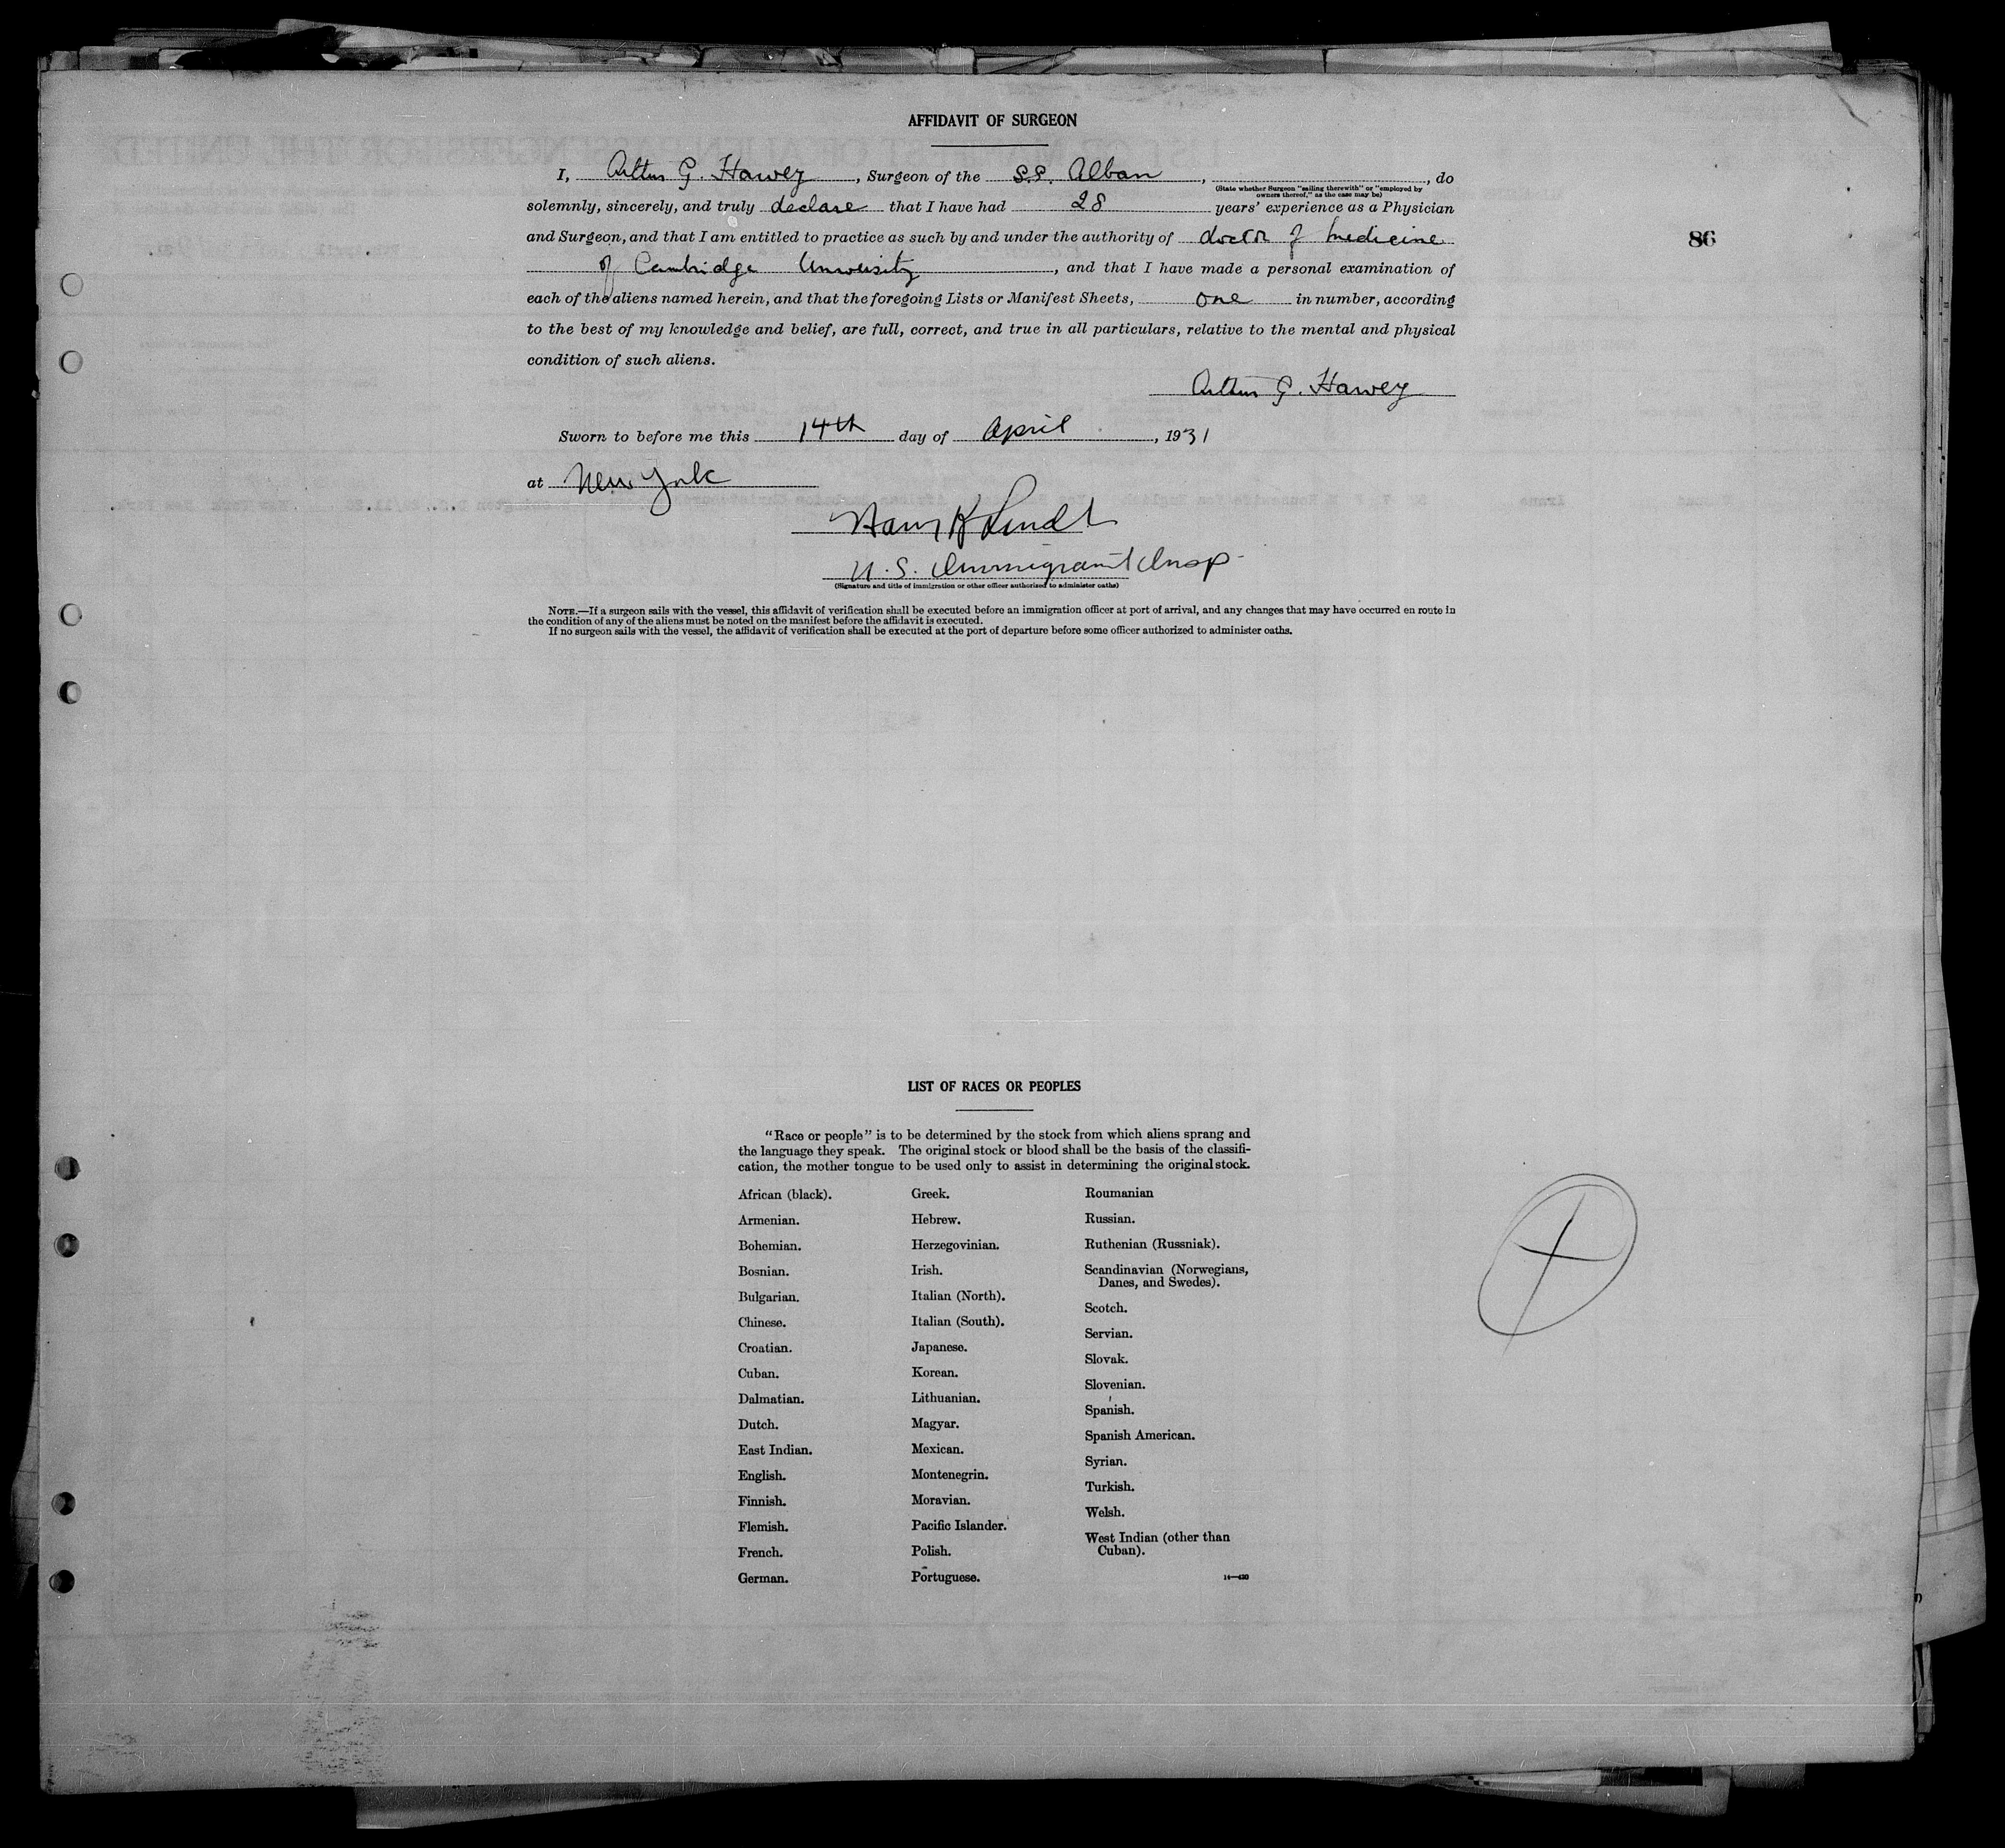 AFFIDAVIT OF SURGEON
I, Arthur G. Harvey, Surgeon of the S.S. Alban, , do
(State whether Surgeon "sailing therewith" or "employed by owners thereof," as the case may be)
solemnly, sincerely, and truly declare that I have had 28 years' experience as a Physician
and Surgeon, and that I am entitled to practice as such by and under the authority of doctor of medicine
of Cambridge University, and that I have made a personal examination of
each of the aliens named herein, and that the foregoing Lists or Manifest Sheets, one in number, according
to the best of my knowledge and belief, are full, correct, and true in all particulars, relative to the mental and physical
condition of such aliens.
Arthur G. Harvey
Sworn to before me this 14th day of April, 1931
at New York
U.S. Immigrant Insp.
(Signature and title of immigration or other officer authorized to administer oaths)
NOTE.—If a surgeon sails with the vessel, this affidavit of verification shall be executed before an immigration officer at port of arrival, and any changes that may have occurred en route in
the condition of any of the aliens must be noted on the manifest before the affidavit is executed.
If no surgeon sails with the vessel, the affidavit of verification shall be executed at the port of departure before some officer authorized to administer oaths.
86
LIST OF RACES OR PEOPLES
"Race or people" is to be determined by the stock from which aliens sprang and
the language they speak. The original stock or blood shall be the basis of the classifi-
cation, the mother tongue to be used only to assist in determining the original stock.
African (black).
Armenian.
Bohemian.
Bosnian.
Bulgarian.
Chinese.
Croatian.
Cuban.
Dalmatian.
Dutch.
East Indian.
English.
Finnish.
Flemish.
French.
German.
Greek.
Hebrew.
Herzegovinian.
Irish.
Italian (North).
Italian (South).
Japanese.
Korean.
Lithuanian.
Magyar.
Mexican.
Montenegrin.
Moravian.
Pacific Islander.
Polish.
Portuguese.
Roumanian
Russian.
Ruthenian (Russniak).
Scandinavian (Norwegians,
Danes, and Swedes).
Scotch.
Servian.
Slovak.
Slovenian.
Spanish.
Spanish American.
Syrian.
Turkish.
Welsh.
West Indian (other than
Cuban).